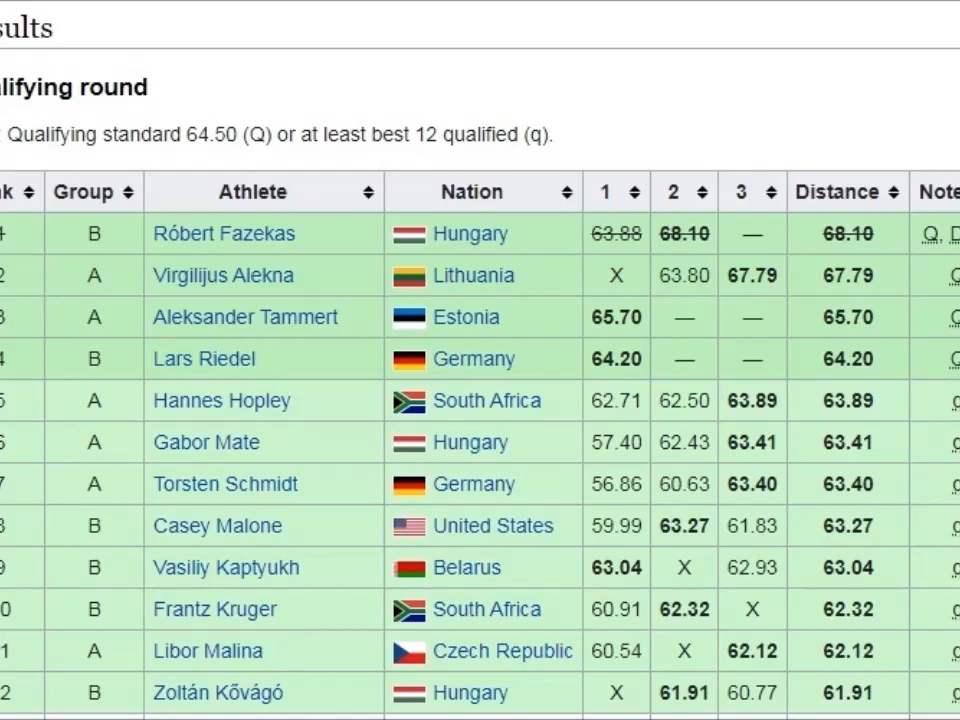 sults
lifying round
Qualifying standard 64.50 (Q) or at least best 12 qualified (q).
k Group Athlete Nation 1 2 3 Distance Note
1 B Róbert Fazekas Hungary 63.88 68.10 — 68.10 Q, D
2 A Virgilijus Alekna Lithuania X 63.80 67.79 67.79 Q
3 A Aleksander Tammert Estonia 65.70 — — 65.70 Q
4 B Lars Riedel Germany 64.20 — — 64.20 Q
5 A Hannes Hopley South Africa 62.71 62.50 63.89 63.89 q
6 A Gabor Mate Hungary 57.40 62.43 63.41 63.41 q
7 A Torsten Schmidt Germany 56.86 60.63 63.40 63.40 q
8 B Casey Malone United States 59.99 63.27 61.83 63.27 q
9 B Vasiliy Kaptyukh Belarus 63.04 X 62.93 63.04 q
0 B Frantz Kruger South Africa 60.91 62.32 X 62.32 q
1 A Libor Malina Czech Republic 60.54 X 62.12 62.12 q
2 B Zoltán Kővágó Hungary X 61.91 60.77 61.91 q